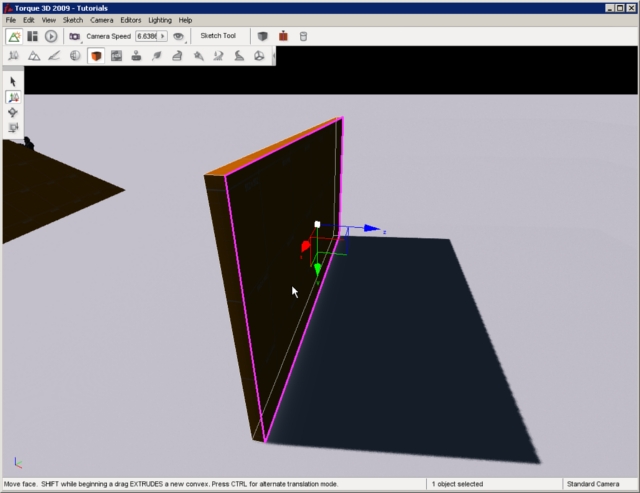 Torque 3D 2009 - Tutorials
File Edit View Sketch Camera Editors Lighting Help
Camera Speed 6.638 Sketch Tool
Move face. SHIFT while beginning a drag EXTRUDES a new convex. Press CTRL for alternate translation mode. 1 object selected Standard Camera